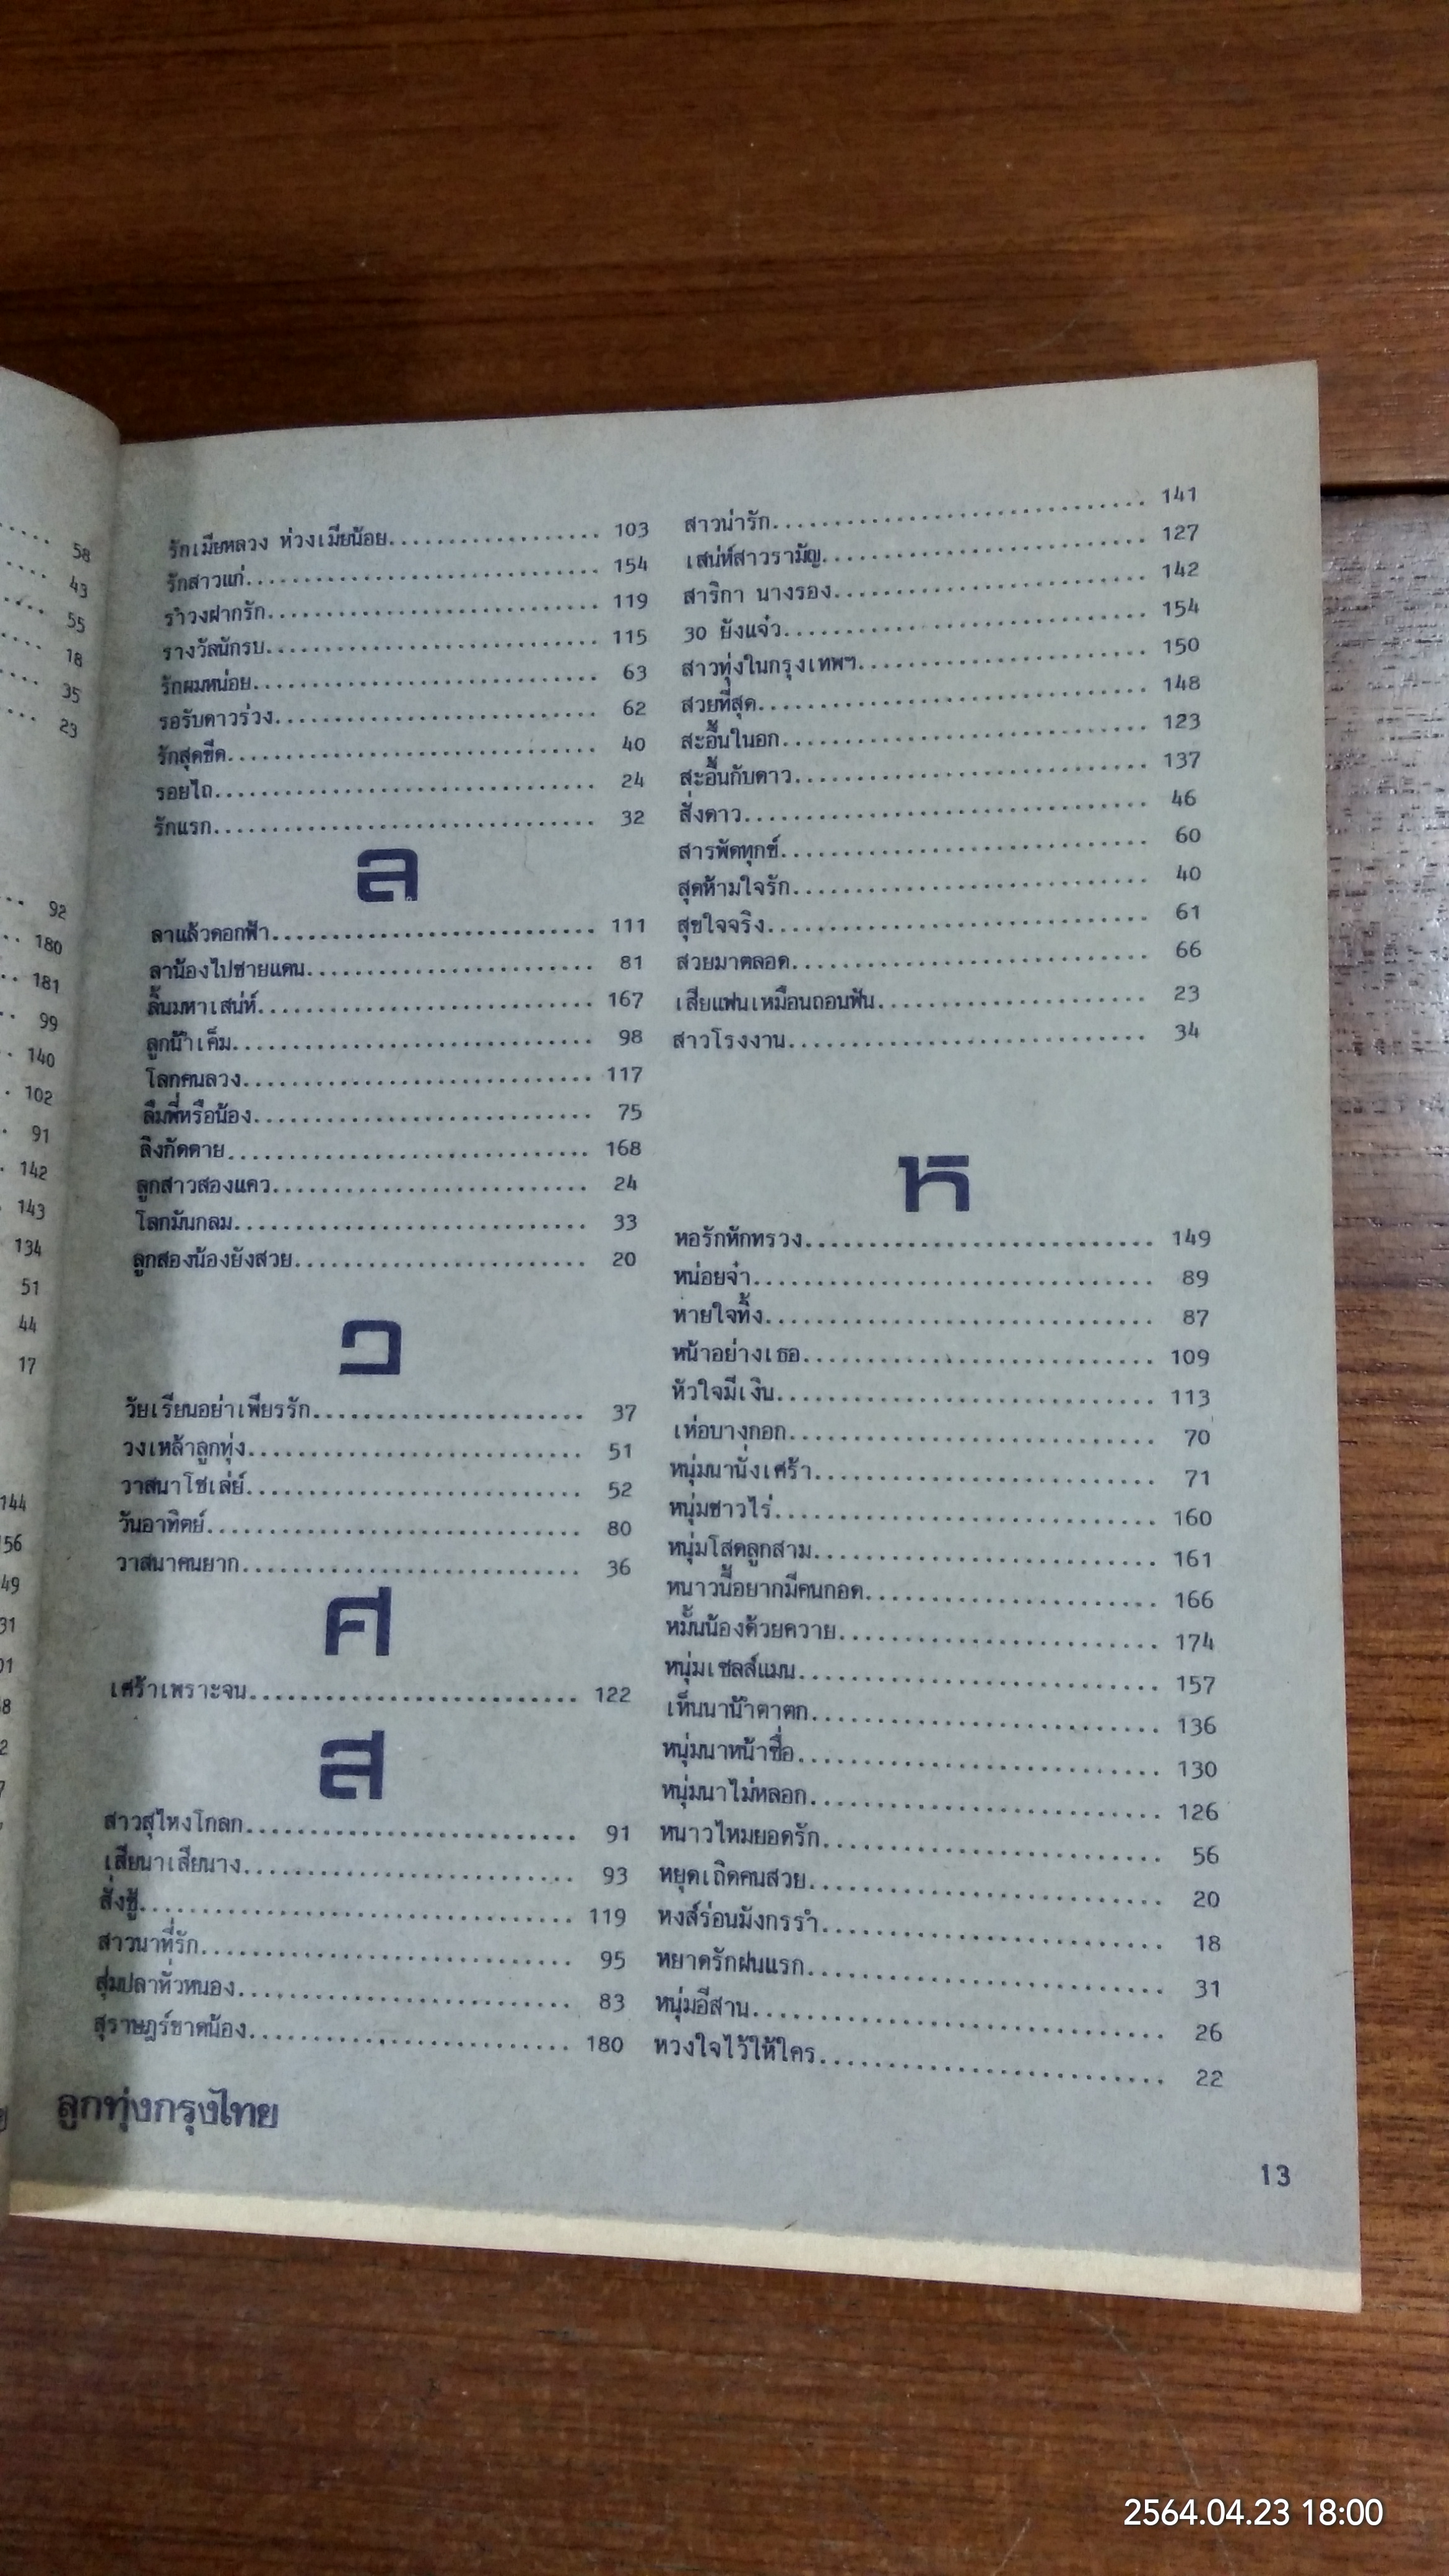 58
43
55
18
35
23
92
180
181
99
140
102
91
142
143
134
51
44
17
144
รักเมียหลวง ห่วงเมียน้อย 103
รักสาวแก่ 154
รำวงฝากรัก 119
รางวัลนักรบ 115
รักผมหน่อย 63
รอรับดาวร่วง 62
รักสุดขีด 40
รอยไถ 24
รักแรก 32
ล
ลาแล้วดอกฟ้า 111
ลาน้องไปชายแดน 81
ลิ้นมหาเสน่ห์ 167
ลูกน้ำเค็ม 98
โลกคนลวง 117
ลืมพี่หรือน้อง 75
ลิงกัดตาย 168
ลูกสาวสองแคว 24
โลกมันกลม 33
ลูกสองน้องยังสวย 20
ว
วัยเรียนอย่าเพียรรัก 37
วงเหล้าลูกทุ่ง 51
วาสนาโชเล่ย์ 52
วันอาทิตย์ 80
วาสนาคนยาก 36
ศ
เศร้าเพราะจน 122
ส
สาวสุไหงโกลก 91
เสียนาเสียนาง 93
สั่งชู้ 119
สาวนาที่รัก 95
สุ่มปลาทั่วหนอง 83
สุราษฎร์ขาดน้อง 180
สาวน่ารัก 141
เสน่ห์สาวรามัญ 127
สาริกา นางรอง 142
30 ยังแจ๋ว 154
สาวทุ่งในกรุงเทพฯ 150
สวยที่สุด 148
สะอื้นในอก 123
สะอื้นกับดาว 137
สั่งดาว 46
สารพัดทุกข์ 60
สุดห้ามใจรัก 40
สุขใจจริง 61
สวยมาตลอด 66
เสียแฟนเหมือนถอนฟัน 23
สาวโรงงาน 34
ห
หอรักหักทรวง 149
หน่อยจ๋า 89
หายใจทิ้ง 87
หน้าอย่างเธอ 109
หัวใจมีเงิน 113
เห่อบางกอก 70
หนุ่มนานั่งเศร้า 71
หนุ่มชาวไร่ 160
หนุ่มโสดลูกสาม 161
หนาวนี้อยากมีคนกอด 166
หมั้นน้องด้วยควาย 174
หนุ่มเซลส์แมน 157
เห็นนาน้ำตาตก 136
หนุ่มนาหน้าซื่อ 130
หนุ่มนาไม่หลอก 126
หนาวไหมยอดรัก 56
หยุดเถิดคนสวย 20
หงส์ร่อนมังกรรำ 18
หยาดรักฝนแรก 31
หนุ่มอีสาน 26
หวงใจไว้ให้ใคร 22
ลูกทุ่งกรุงไทย
13
2564.04.23 18:00